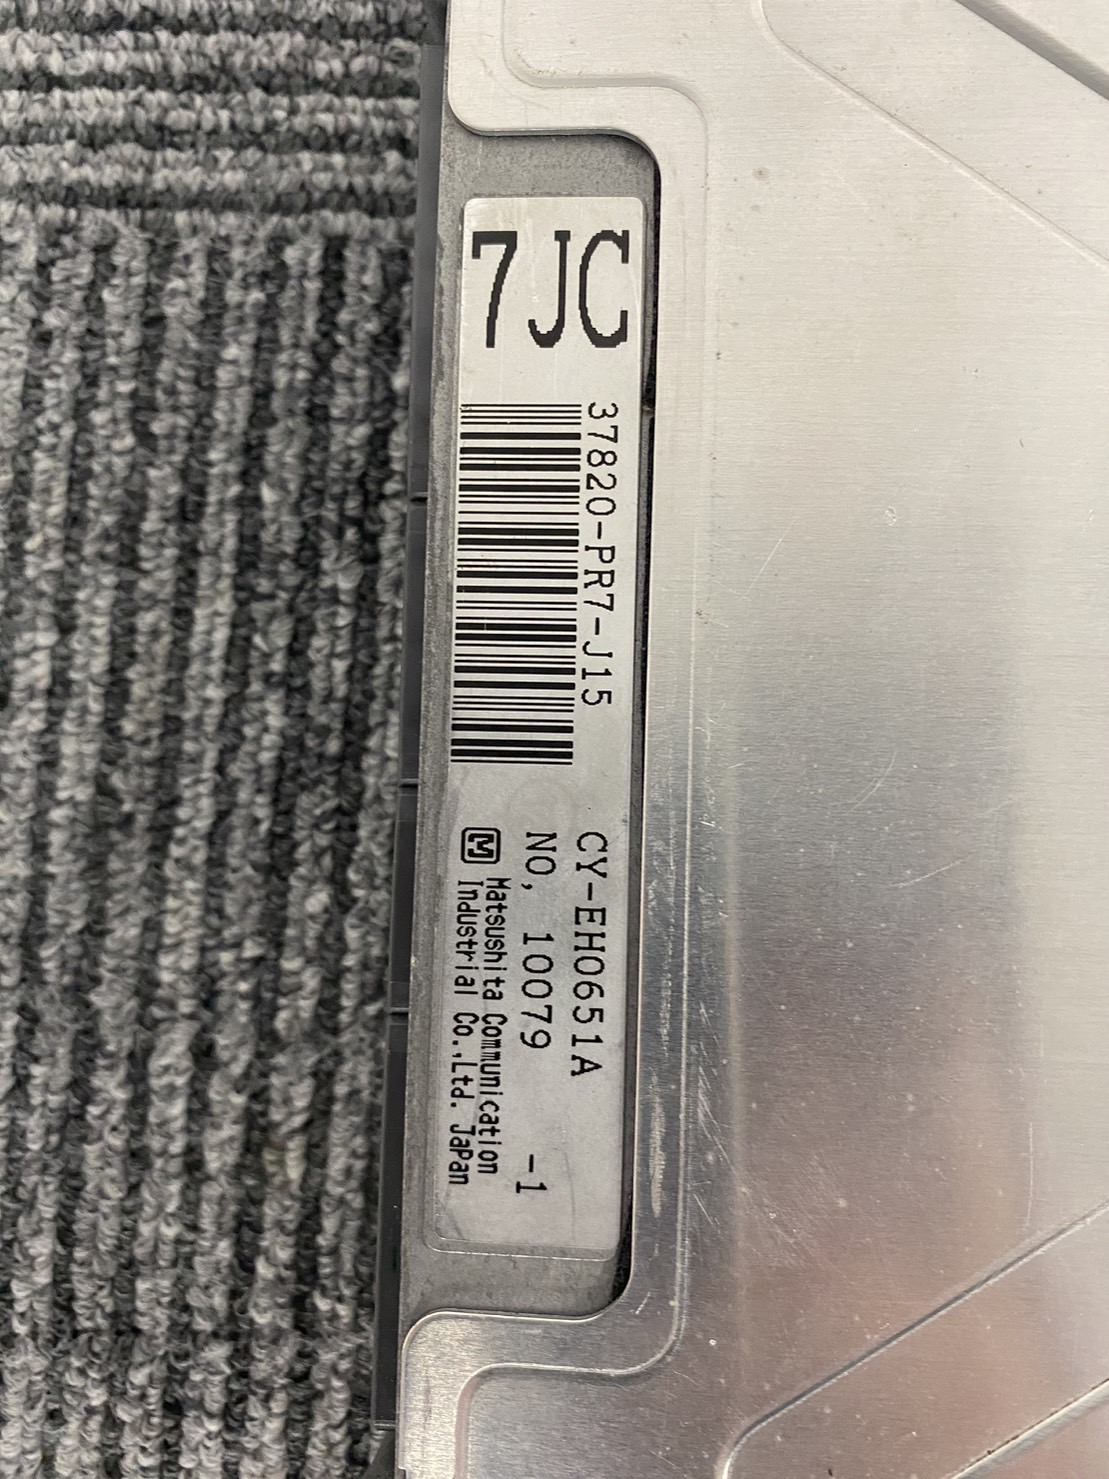 7JC
37820-PR7-J15
CY-EH0651A
NO, 10079 -1
M
Matsushita Communication
Industrial Co.,Ltd. JaPan